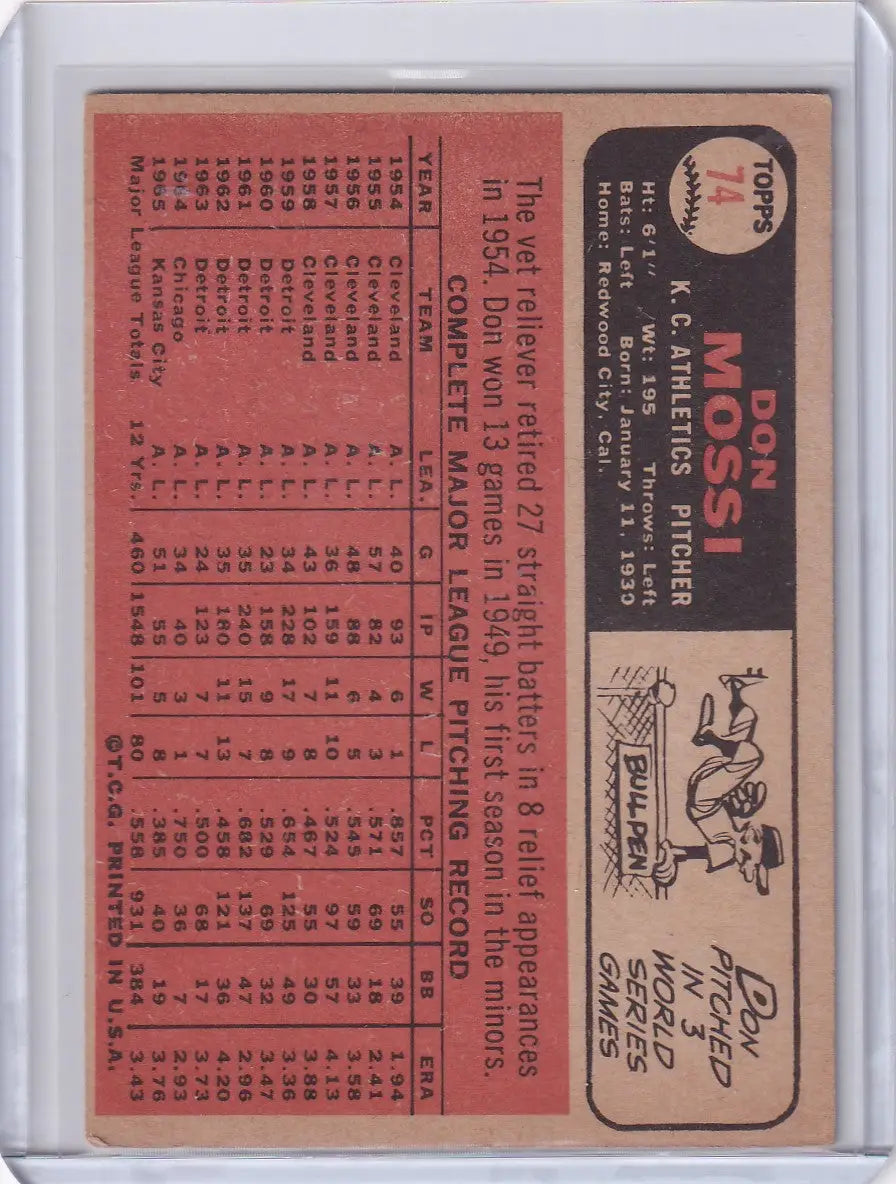 TOPPS
74
DON
MOSSI
K. C. ATHLETICS PITCHER
Ht: 6'1" Wt: 195 Throws: Left
Bats: Left Born: January 11, 1930
Home: Redwood City, Cal.
BULLPEN
DON
PITCHED
IN 3
WORLD
SERIES
GAMES
The vet reliever retired 27 straight batters in 8 relief appearances
in 1954. Don won 13 games in 1949, his first season in the minors.
COMPLETE MAJOR LEAGUE PITCHING RECORD
YEAR TEAM LEA. G IP W L PCT SO BB ERA
1954 Cleveland A. L. 40 93 6 1 .857 55 39 1.94
1955 Cleveland A. L. 57 82 4 3 .571 69 18 2.41
1956 Cleveland A. L. 48 88 6 5 .545 59 33 3.58
1957 Cleveland A. L. 36 159 11 10 .524 97 57 4.13
1958 Cleveland A. L. 43 102 7 8 .467 55 30 3.88
1959 Detroit A. L. 34 228 17 9 .654 125 49 3.36
1960 Detroit A. L. 23 158 9 8 .529 69 32 3.47
1961 Detroit A. L. 35 240 15 7 .682 137 47 2.96
1962 Detroit A. L. 35 180 11 13 .458 121 36 4.20
1963 Detroit A. L. 24 123 7 7 .500 68 17 3.73
1964 Chicago A. L. 34 40 3 1 .750 36 7 2.93
1965 Kansas City A. L. 51 55 5 8 .385 40 19 3.76
Major League Totals 12 Yrs. 460 1548 101 80 .558 931 384 3.43
©T.C.G. PRINTED IN U.S.A.